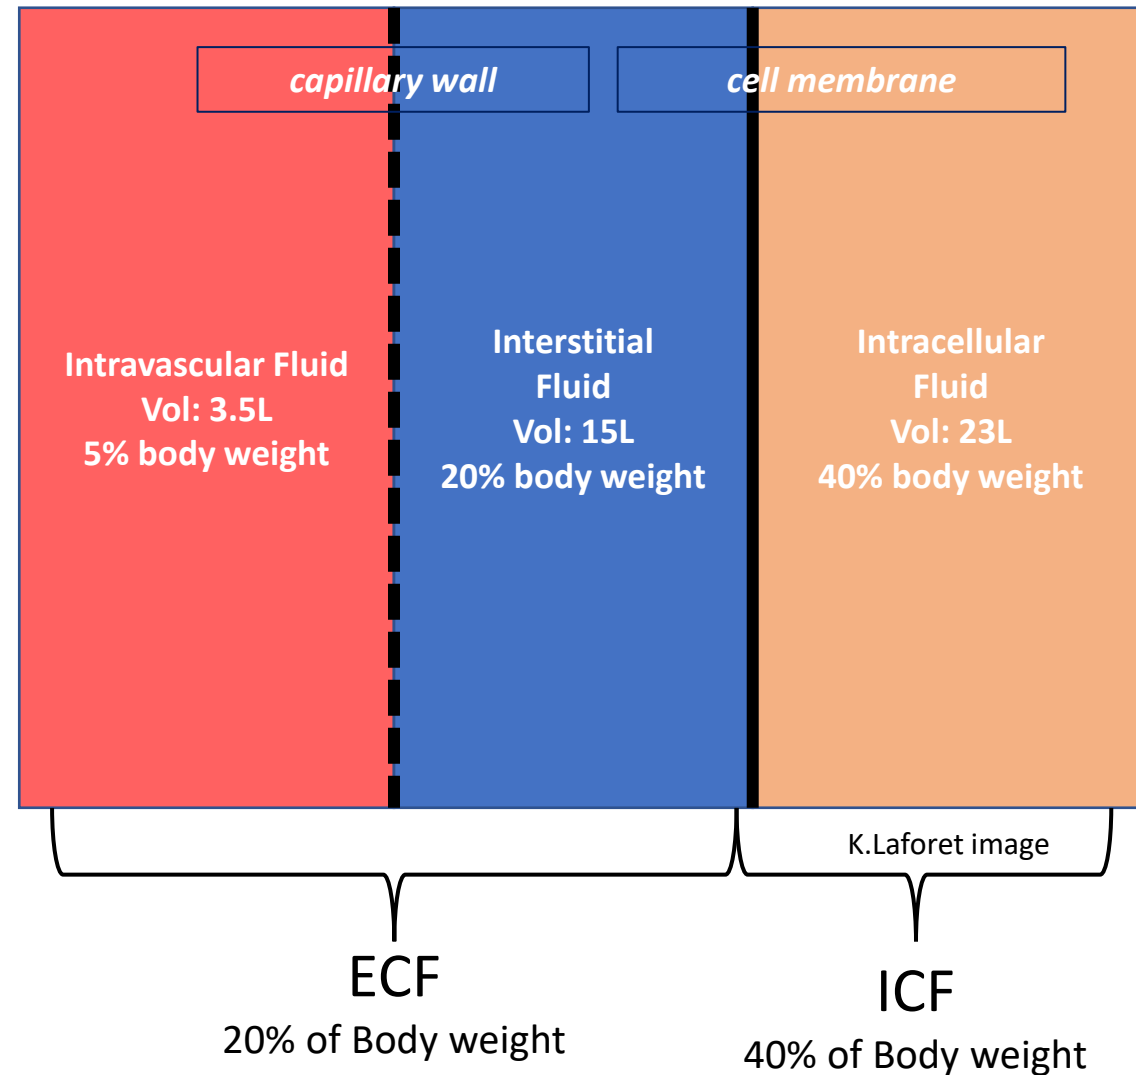 capillary wall
cell membrane
Intravascular Fluid
Vol: 3.5L
5% body weight
Interstitial
Fluid
Vol: 15L
20% body weight
Intracellular
Fluid
Vol: 23L
40% body weight
K.Laforet image
ECF
20% of Body weight
ICF
40% of Body weight